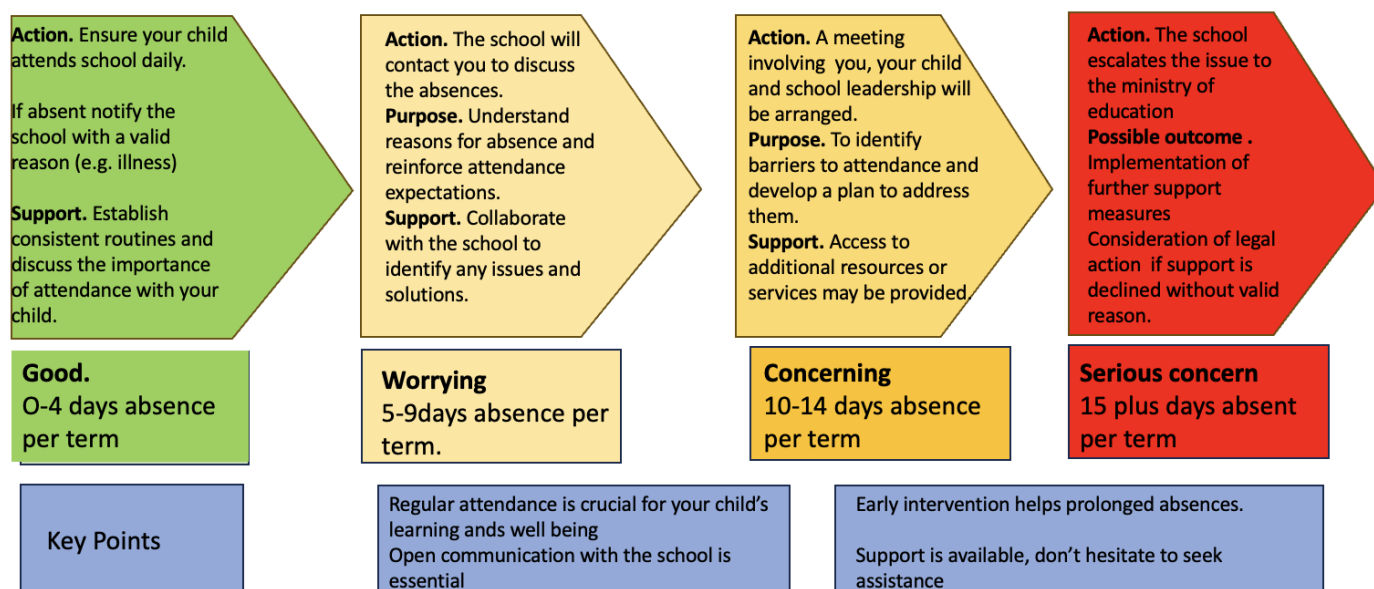 Action. Ensure your child
attends school daily.
If absent notify the
school with a valid
reason (e.g. illness)
Support. Establish
consistent routines and
discuss the importance
of attendance with your
child.
Action. The school will
contact you to discuss
the absences.
Purpose. Understand
reasons for absence and
reinforce attendance
expectations.
Support. Collaborate
with the school to
identify any issues and
solutions.
Action. A meeting
involving you, your child
and school leadership will
be arranged.
Purpose. To identify
barriers to attendance and
develop a plan to address
them.
Support. Access to
additional resources or
services may be provided.
Action. The school
escalates the issue to
the ministry of
education
Possible outcome .
Implementation of
further support
measures
Consideration of legal
action if support is
declined without valid
reason.
Good.
O-4 days absence
per term
Worrying
5-9days absence per
term.
Concerning
10-14 days absence
per term
Serious concern
15 plus days absent
per term
Key Points
Regular attendance is crucial for your child’s
learning ands well being
Open communication with the school is
essential
Early intervention helps prolonged absences.
Support is available, don’t hesitate to seek
assistance